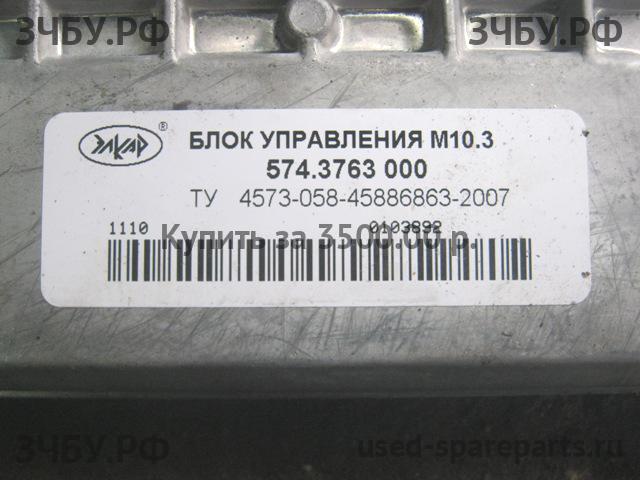 ЗЧБУ.РФ ЗЧБУ.РФ
ЭЛКАР ®
БЛОК УПРАВЛЕНИЯ М10.3
574.3763 000
ТУ 4573-058-45886863-2007
1110 0103892
Купить за 3500.00 р.
ЗЧБУ.РФ used-spareparts.ru